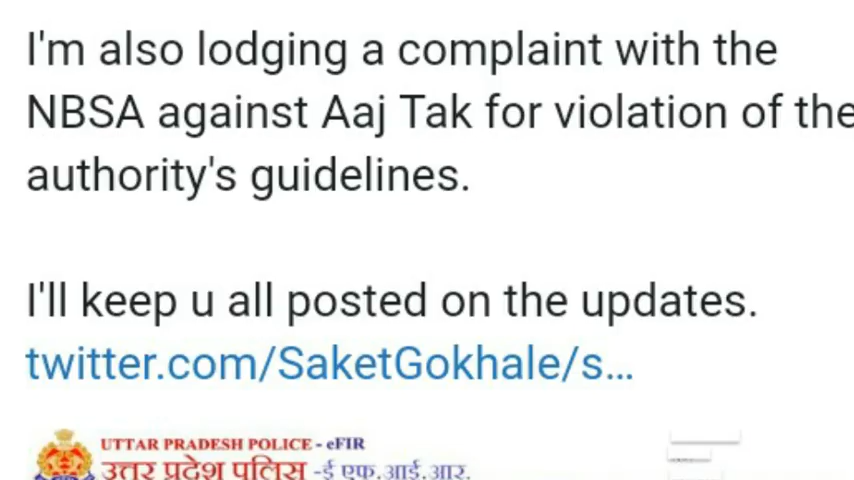 I'm also lodging a complaint with the
NBSA against Aaj Tak for violation of the
authority's guidelines.
I'll keep u all posted on the updates.
twitter.com/SaketGokhale/s...
UTTAR PRADESH POLICE - eFIR
उत्तर प्रदेश पुलिस -ई एफ.आई.आर.